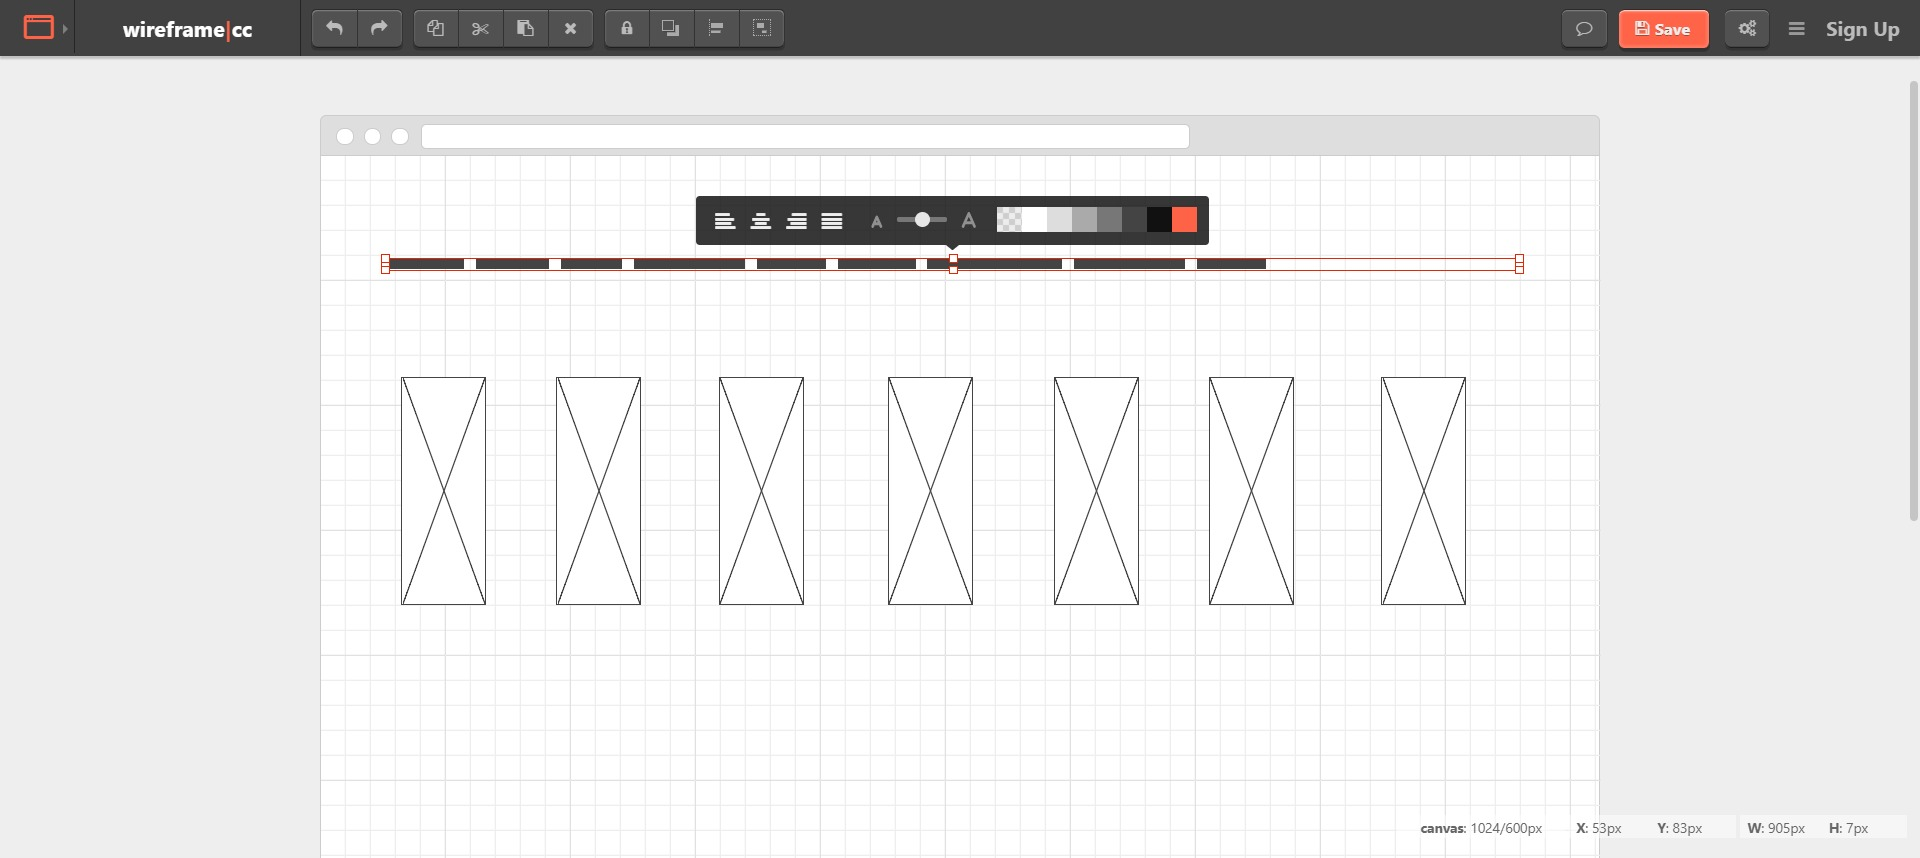 wireframe|cc
Save
Sign Up
A A
canvas: 1024/600px X: 53px Y: 83px W: 905px H: 7px